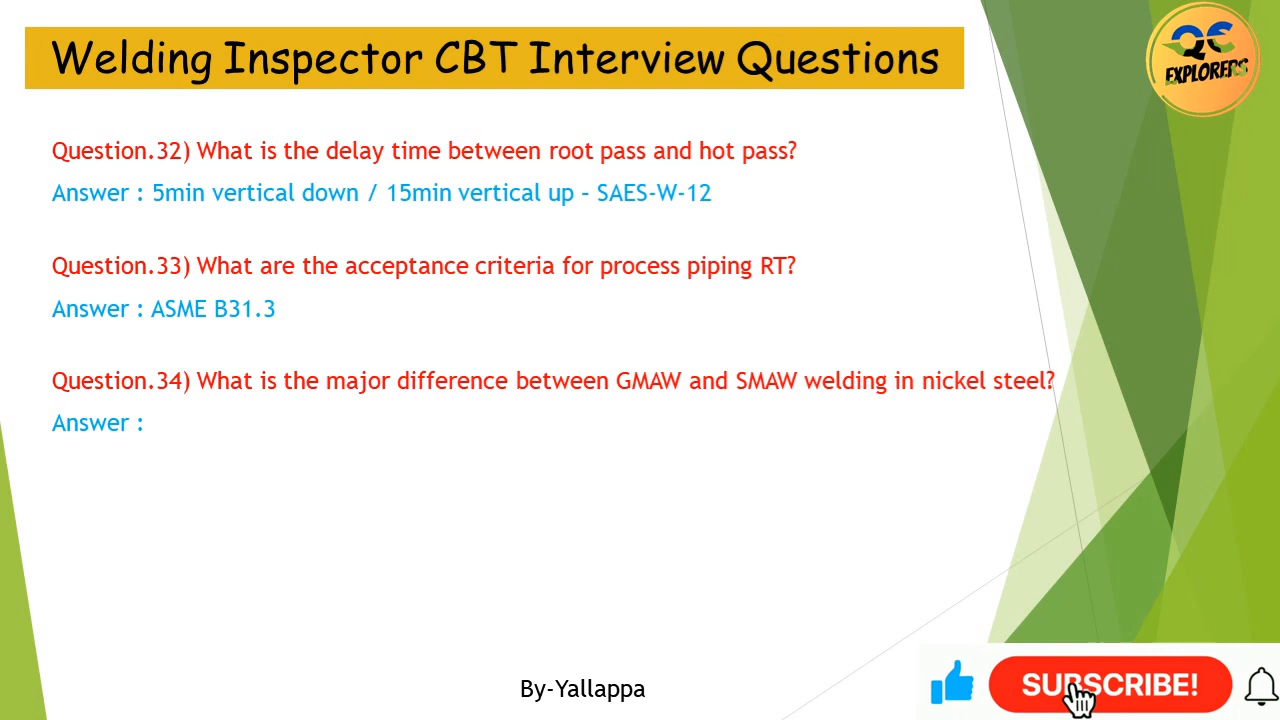 Welding Inspector CBT Interview Questions
QC
EXPLORERS
Question.32) What is the delay time between root pass and hot pass?
Answer : 5min vertical down / 15min vertical up – SAES-W-12
Question.33) What are the acceptance criteria for process piping RT?
Answer : ASME B31.3
Question.34) What is the major difference between GMAW and SMAW welding in nickel steel?
Answer :
By-Yallappa
SUBSCRIBE!